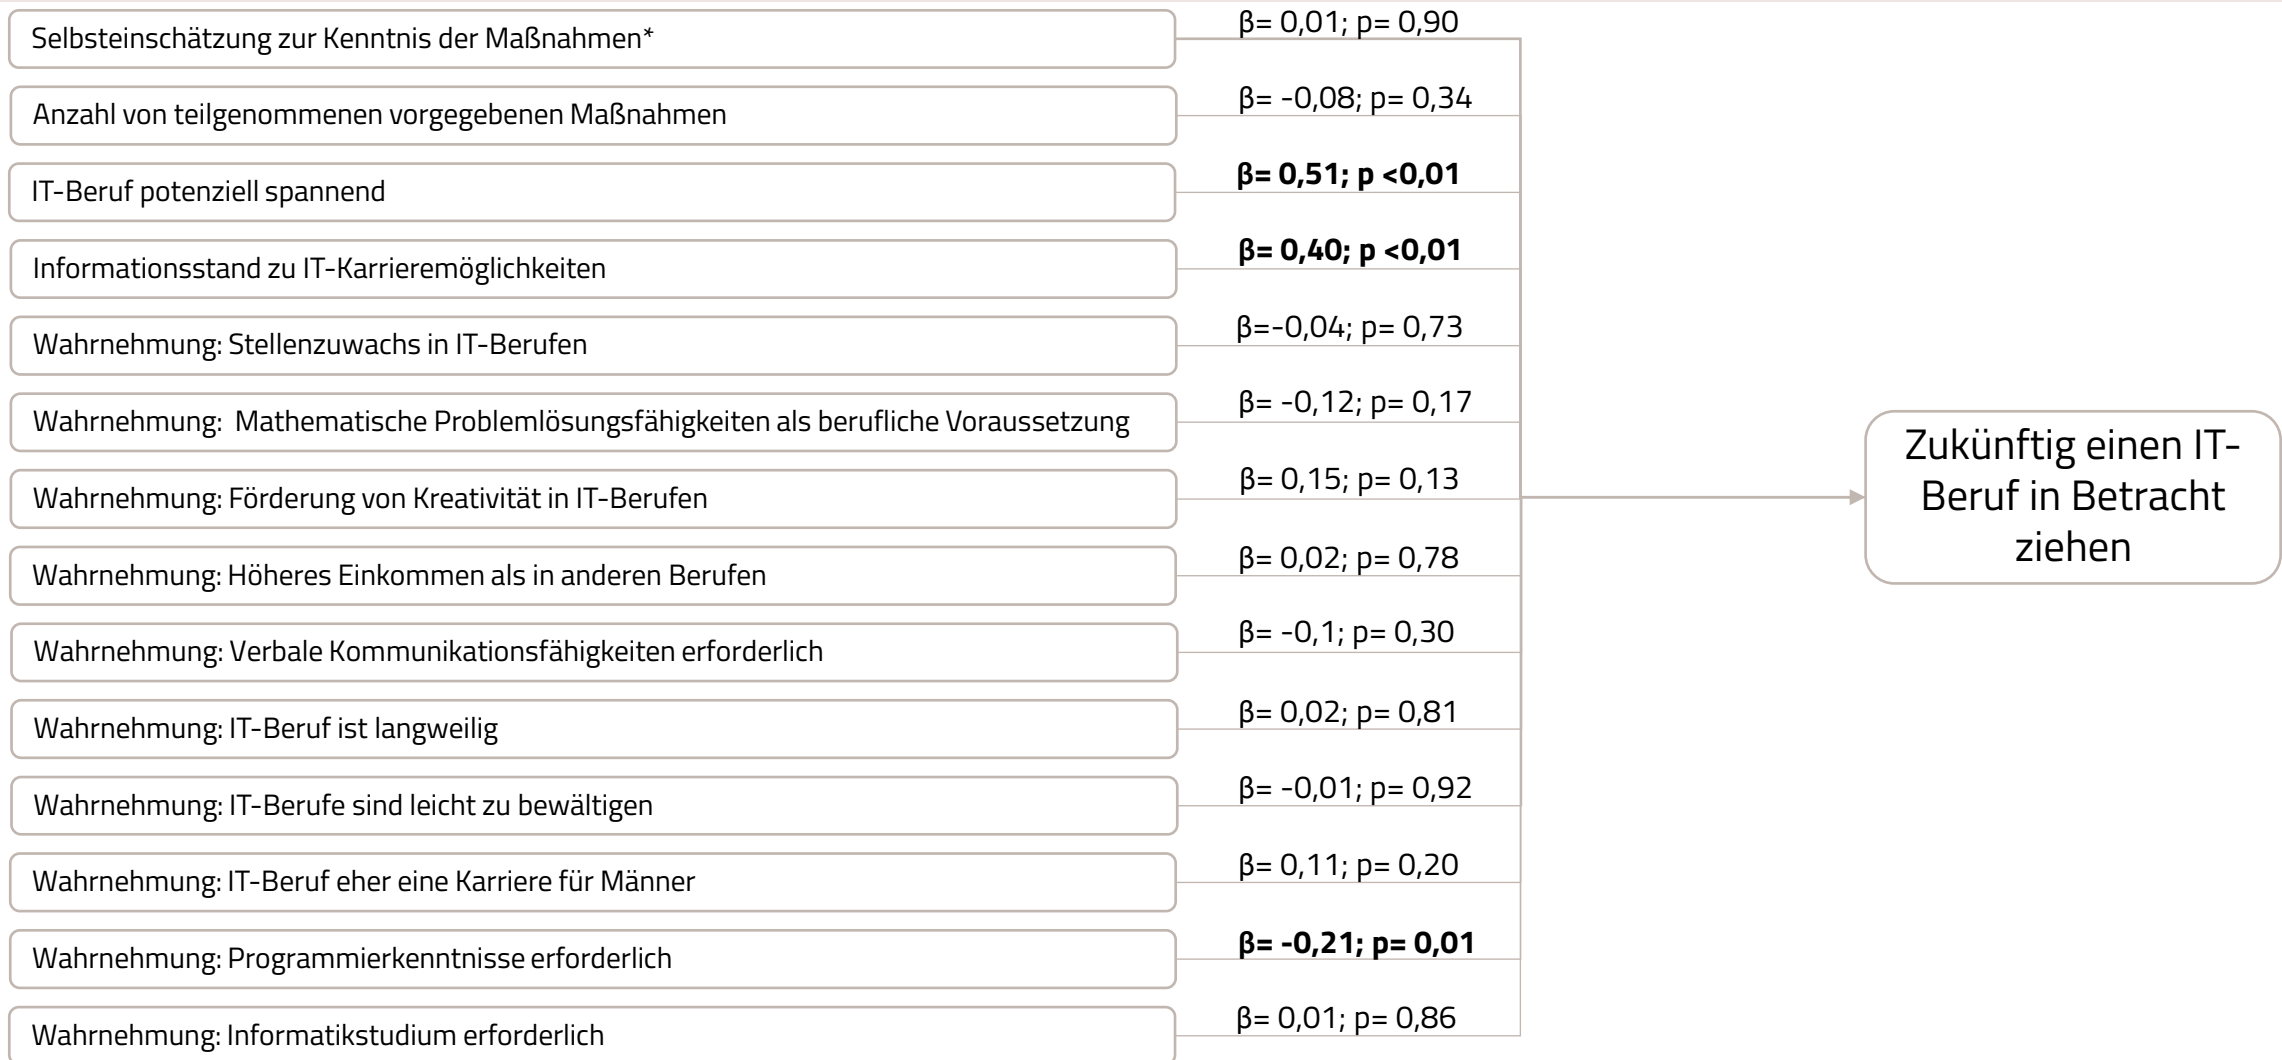 Selbsteinschätzung zur Kenntnis der Maßnahmen*
β= 0,01; p= 0,90
Anzahl von teilgenommenen vorgegebenen Maßnahmen
β= -0,08; p= 0,34
IT-Beruf potenziell spannend
β= 0,51; p <0,01
Informationsstand zu IT-Karrieremöglichkeiten
β= 0,40; p <0,01
Wahrnehmung: Stellenzuwachs in IT-Berufen
β=-0,04; p= 0,73
Wahrnehmung:  Mathematische Problemlösungsfähigkeiten als berufliche Voraussetzung
β= -0,12; p= 0,17
Wahrnehmung: Förderung von Kreativität in IT-Berufen
β= 0,15; p= 0,13
Wahrnehmung: Höheres Einkommen als in anderen Berufen
β= 0,02; p= 0,78
Wahrnehmung: Verbale Kommunikationsfähigkeiten erforderlich
β= -0,1; p= 0,30
Wahrnehmung: IT-Beruf ist langweilig
β= 0,02; p= 0,81
Wahrnehmung: IT-Berufe sind leicht zu bewältigen
β= -0,01; p= 0,92
Wahrnehmung: IT-Beruf eher eine Karriere für Männer
β= 0,11; p= 0,20
Wahrnehmung: Programmierkenntnisse erforderlich
β= -0,21; p= 0,01
Wahrnehmung: Informatikstudium erforderlich
β= 0,01; p= 0,86
Zukünftig einen IT-
Beruf in Betracht
ziehen